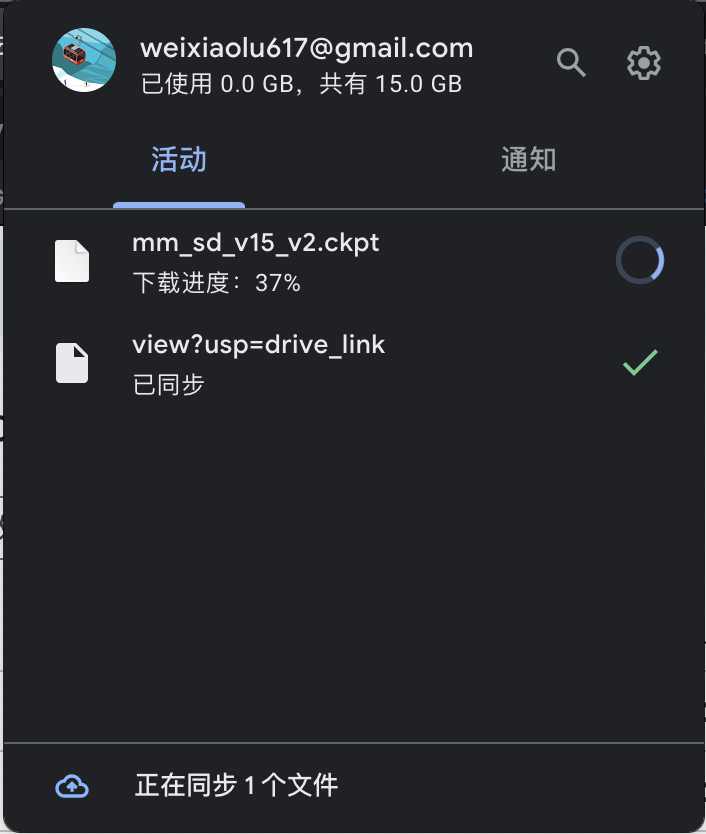 weixiaolu617@gmail.com
已使用 0.0 GB，共有 15.0 GB
活动
通知
mm_sd_v15_v2.ckpt
下载进度：37%
view?usp=drive_link
已同步
正在同步 1 个文件